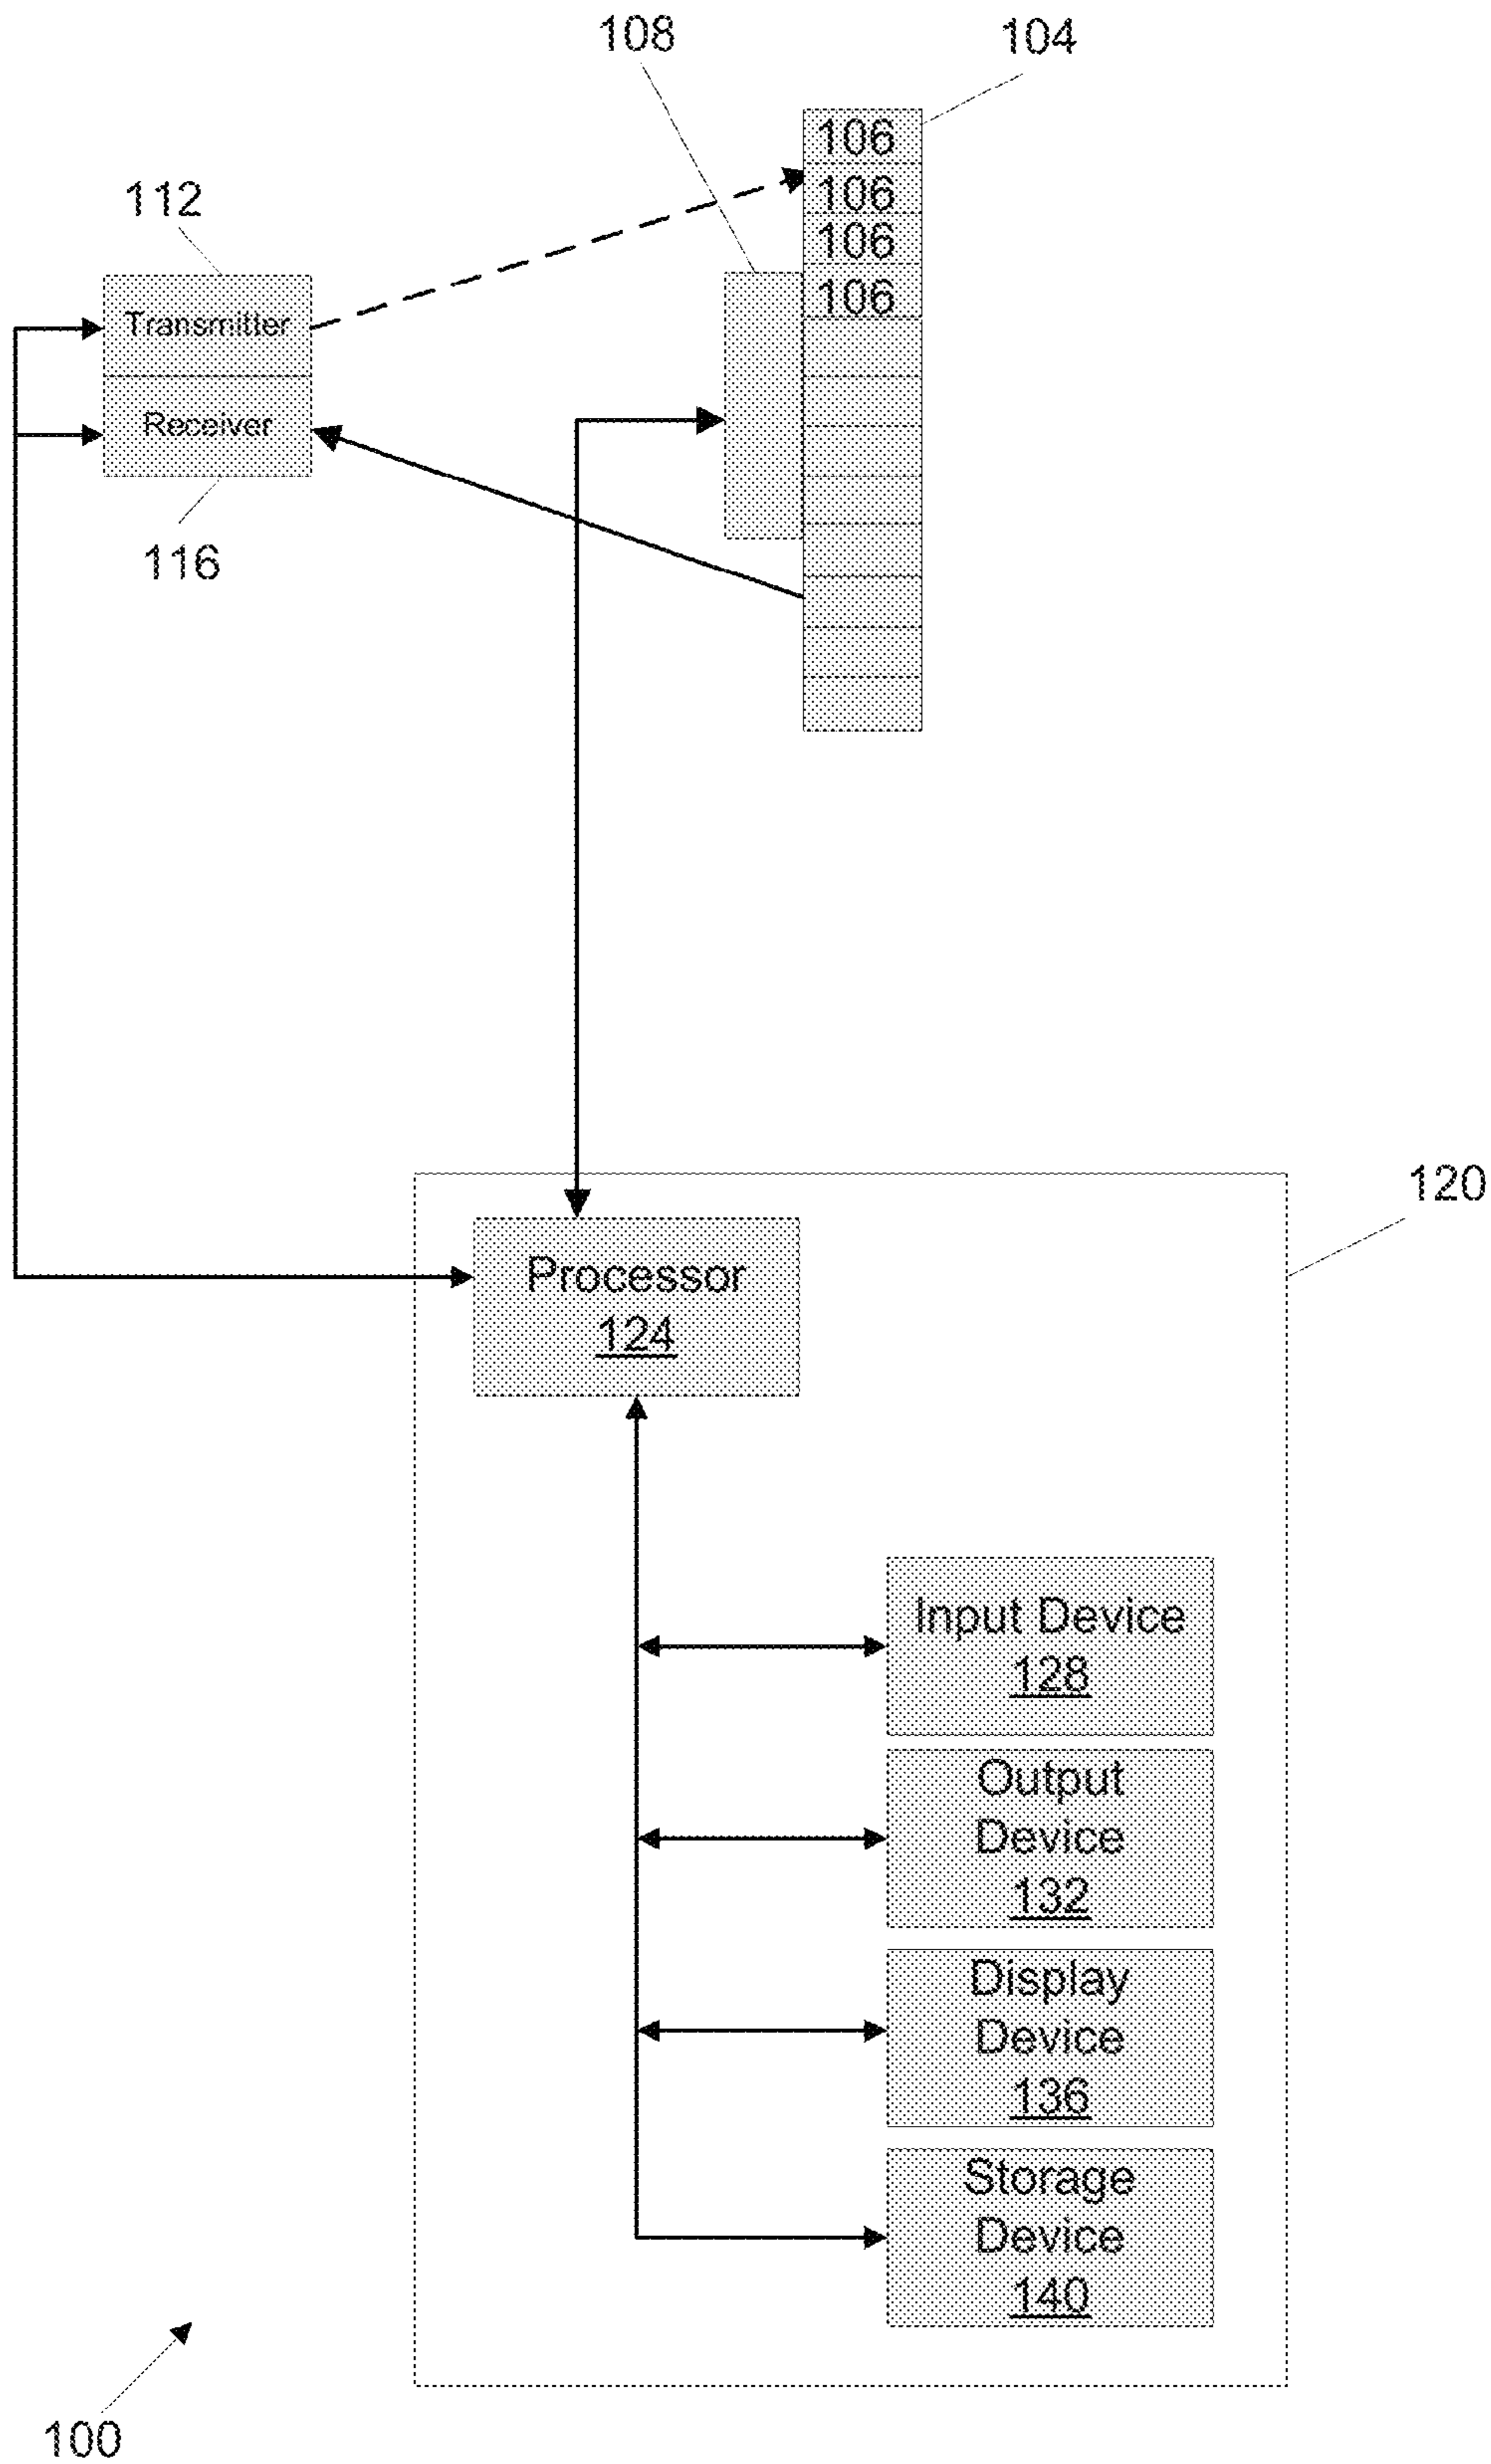 108
104
106
106
106
106
112
Transmitter
Receiver
116
120
Processor
124
Input Device
128
Output
Device
132
Display
Device
136
Storage
Device
140
100